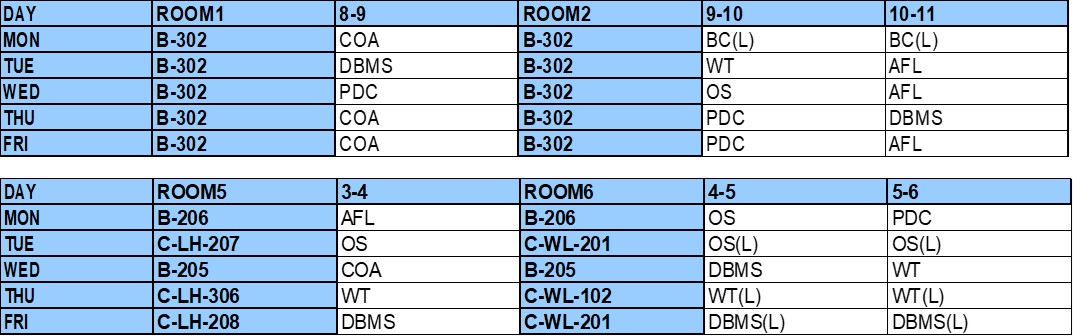 DAY ROOM1 8-9 ROOM2 9-10 10-11
MON B-302 COA B-302 BC(L) BC(L)
TUE B-302 DBMS B-302 WT AFL
WED B-302 PDC B-302 OS AFL
THU B-302 COA B-302 PDC DBMS
FRI B-302 COA B-302 PDC AFL
DAY ROOM5 3-4 ROOM6 4-5 5-6
MON B-206 AFL B-206 OS PDC
TUE C-LH-207 OS C-WL-201 OS(L) OS(L)
WED B-205 COA B-205 DBMS WT
THU C-LH-306 WT C-WL-102 WT(L) WT(L)
FRI C-LH-208 DBMS C-WL-201 DBMS(L) DBMS(L)